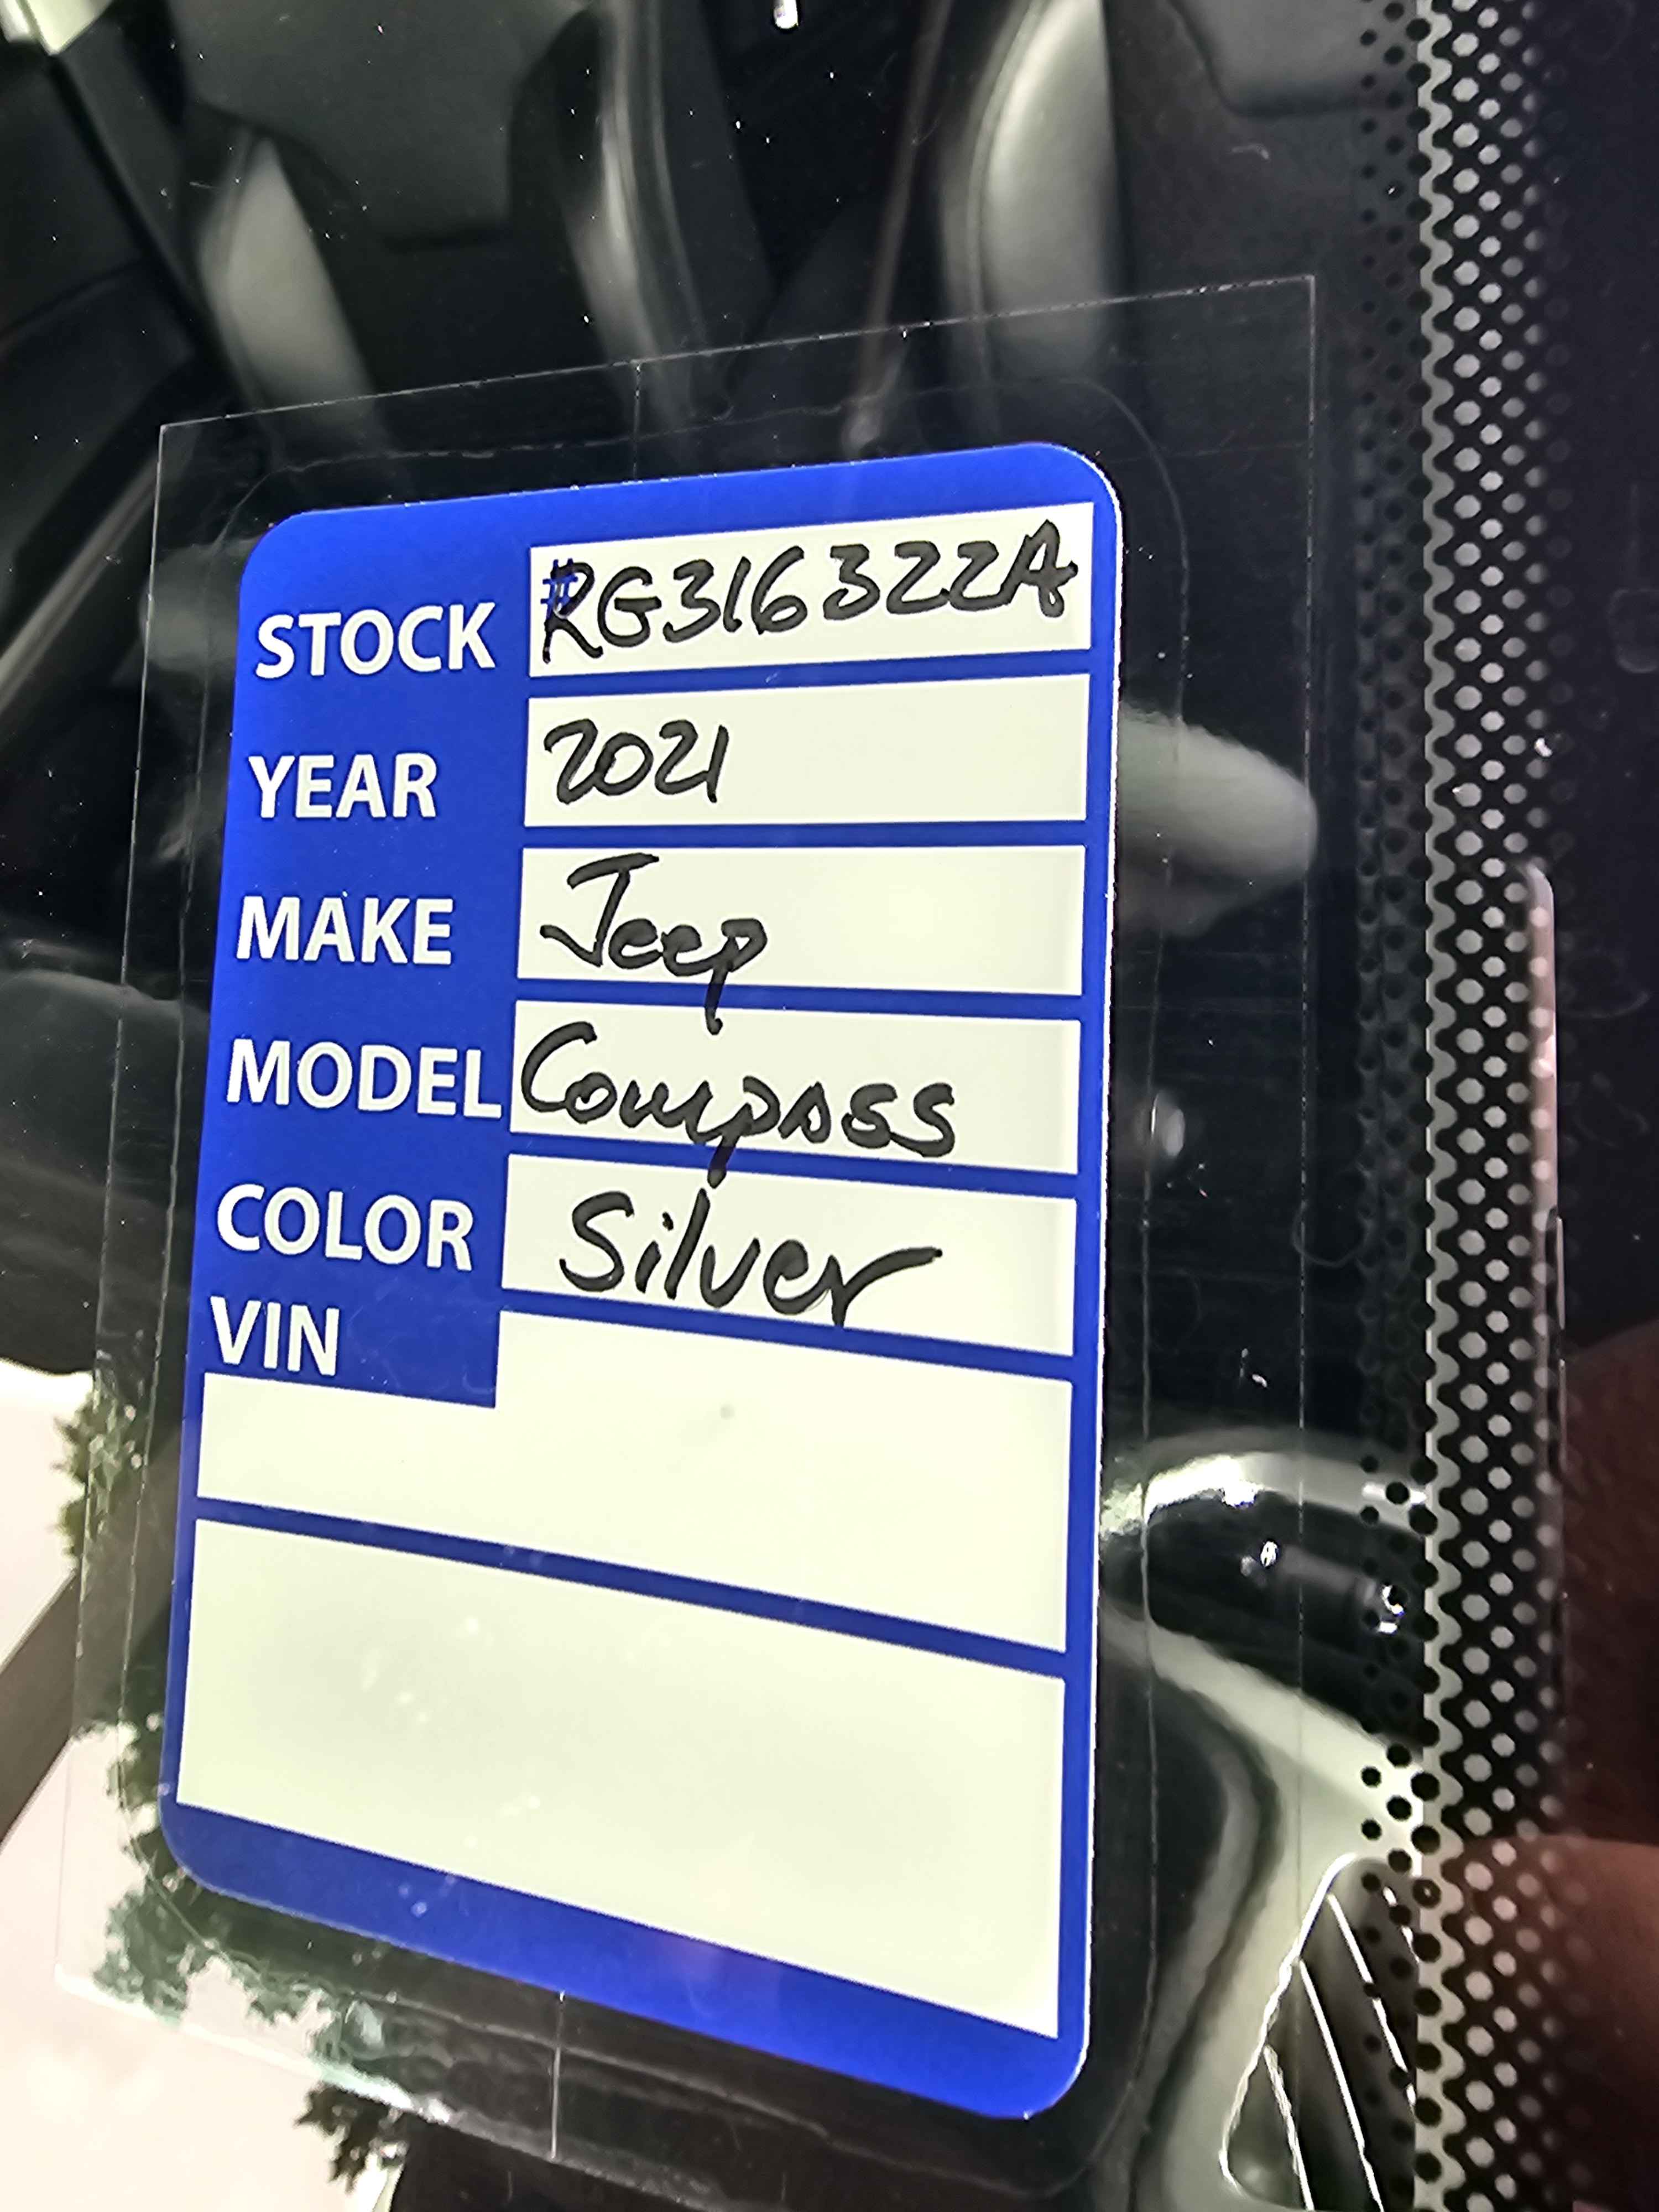 STOCK #RG316322A
YEAR 2021
MAKE Jeep
MODEL Compass
COLOR Silver
VIN